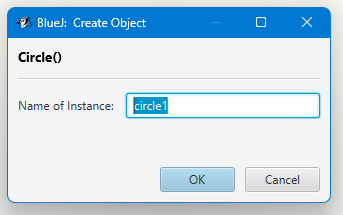 BlueJ: Create Object
Circle()
Name of Instance: circle1
OK Cancel